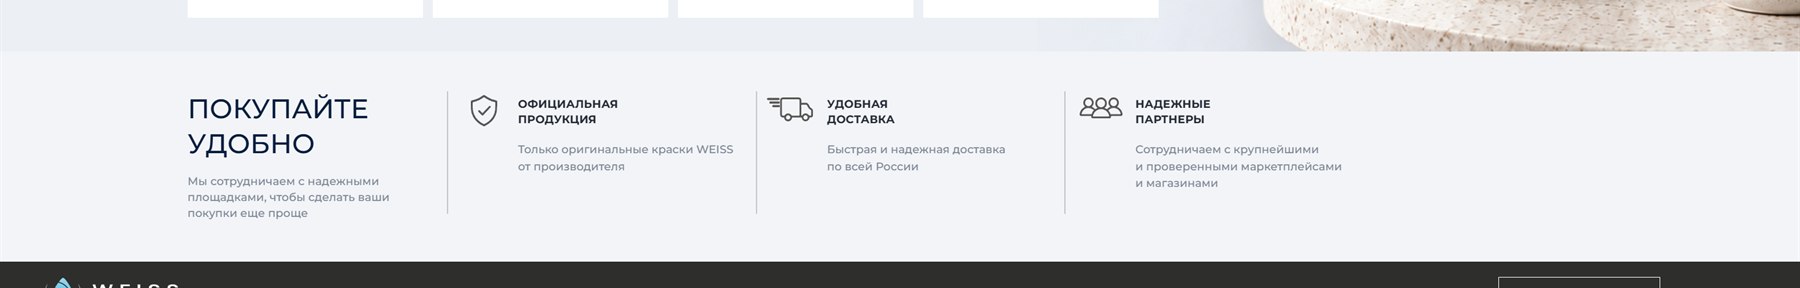 ПОКУПАЙТЕ
УДОБНО
Мы сотрудничаем с надежными
площадками, чтобы сделать ваши
покупки еще проще
ОФИЦИАЛЬНАЯ
ПРОДУКЦИЯ
Только оригинальные краски WEISS
от производителя
УДОБНАЯ
ДОСТАВКА
Быстрая и надежная доставка
по всей России
НАДЕЖНЫЕ
ПАРТНЕРЫ
Сотрудничаем с крупнейшими
и проверенными маркетплейсами
и магазинами
WEISS